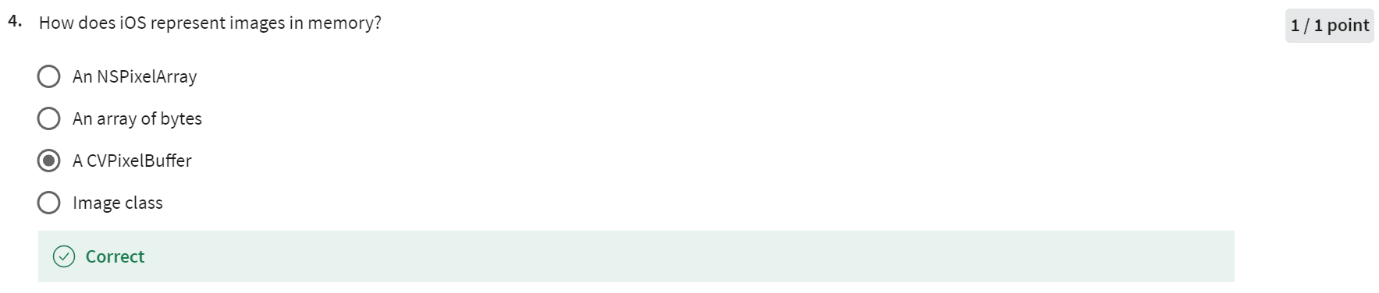 4. How does iOS represent images in memory?
1 / 1 point
An NSPixelArray
An array of bytes
A CVPixelBuffer
Image class
Correct